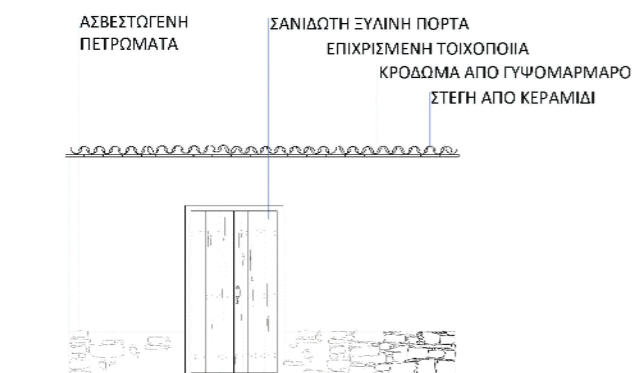 ΑΣΒΕΣΤΩΓΕΝΗ
ΠΕΤΡΩΜΑΤΑ
ΣΑΝΙΔΩΤΗ ΞΥΛΙΝΗ ΠΟΡΤΑ
ΕΠΙΧΡΙΣΜΕΝΗ ΤΟΙΧΟΠΟΙΙΑ
ΚΡΟΔΩΜΑ ΑΠΟ ΓΥΨΟΜΑΡΜΑΡΟ
ΣΤΕΓΗ ΑΠΟ ΚΕΡΑΜΙΔΙ